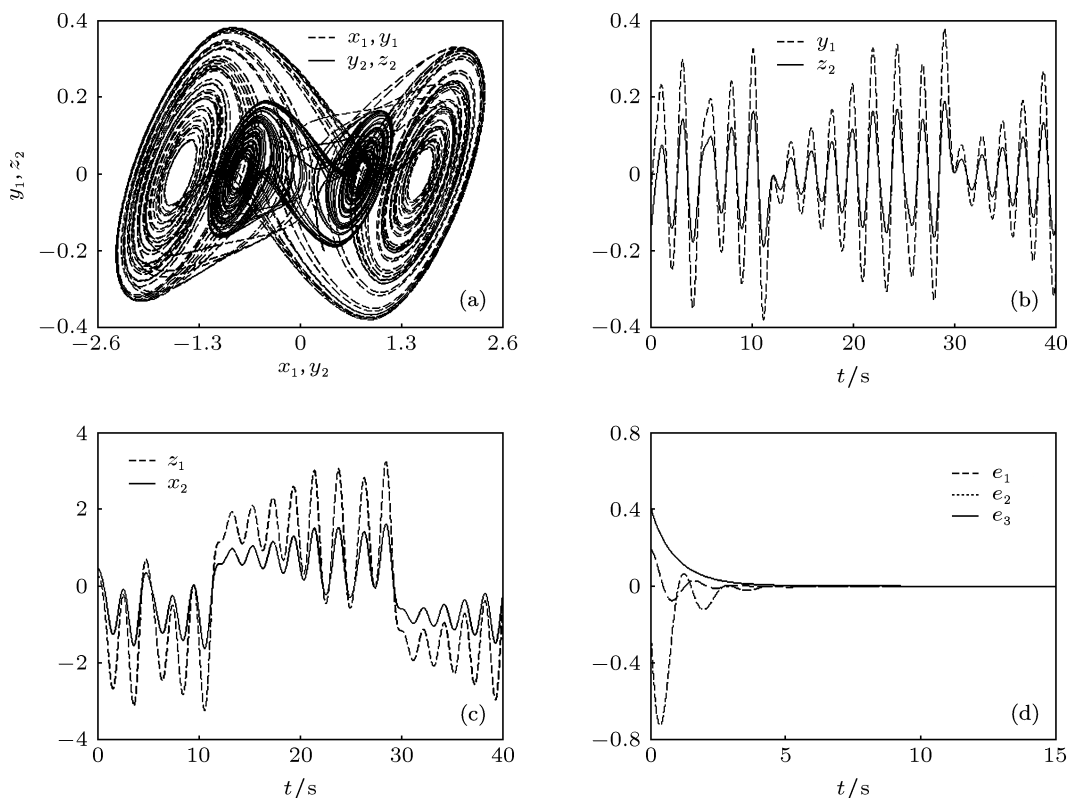 0.4
0.2
0
−0.2
−0.4
y1, z2
x1, y1
y2, z2
(a)
−2.6
−1.3
0
1.3
2.6
x1, y2
0.4
0.2
0
−0.2
−0.4
y1
z2
(b)
0
10
20
30
40
t/s
4
2
0
−2
−4
z1
x2
(c)
0
10
20
30
40
t/s
0.8
0.4
0
−0.4
−0.8
e1
e2
e3
(d)
0
5
10
15
t/s